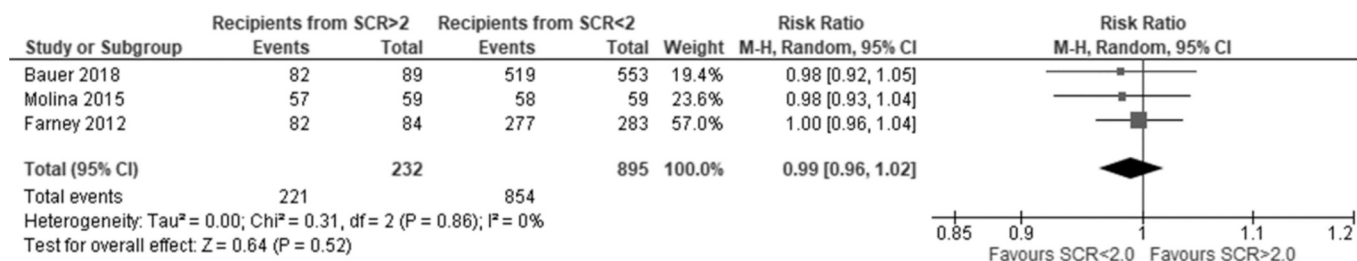 Recipients from SCR>2 Recipients from SCR<2 Risk Ratio Risk Ratio
Study or Subgroup Events Total Events Total Weight M-H, Random, 95% CI M-H, Random, 95% CI
Bauer 2018 82 89 519 553 19.4% 0.98 [0.92, 1.05]
Molina 2015 57 59 58 59 23.6% 0.98 [0.93, 1.04]
Farney 2012 82 84 277 283 57.0% 1.00 [0.96, 1.04]
Total (95% CI) 232 895 100.0% 0.99 [0.96, 1.02]
Total events 221 854
Heterogeneity: Tau² = 0.00; Chi² = 0.31, df = 2 (P = 0.86); I² = 0%
Test for overall effect: Z = 0.64 (P = 0.52)
0.85 0.9 1 1.1 1.2
Favours SCR<2.0 Favours SCR>2.0